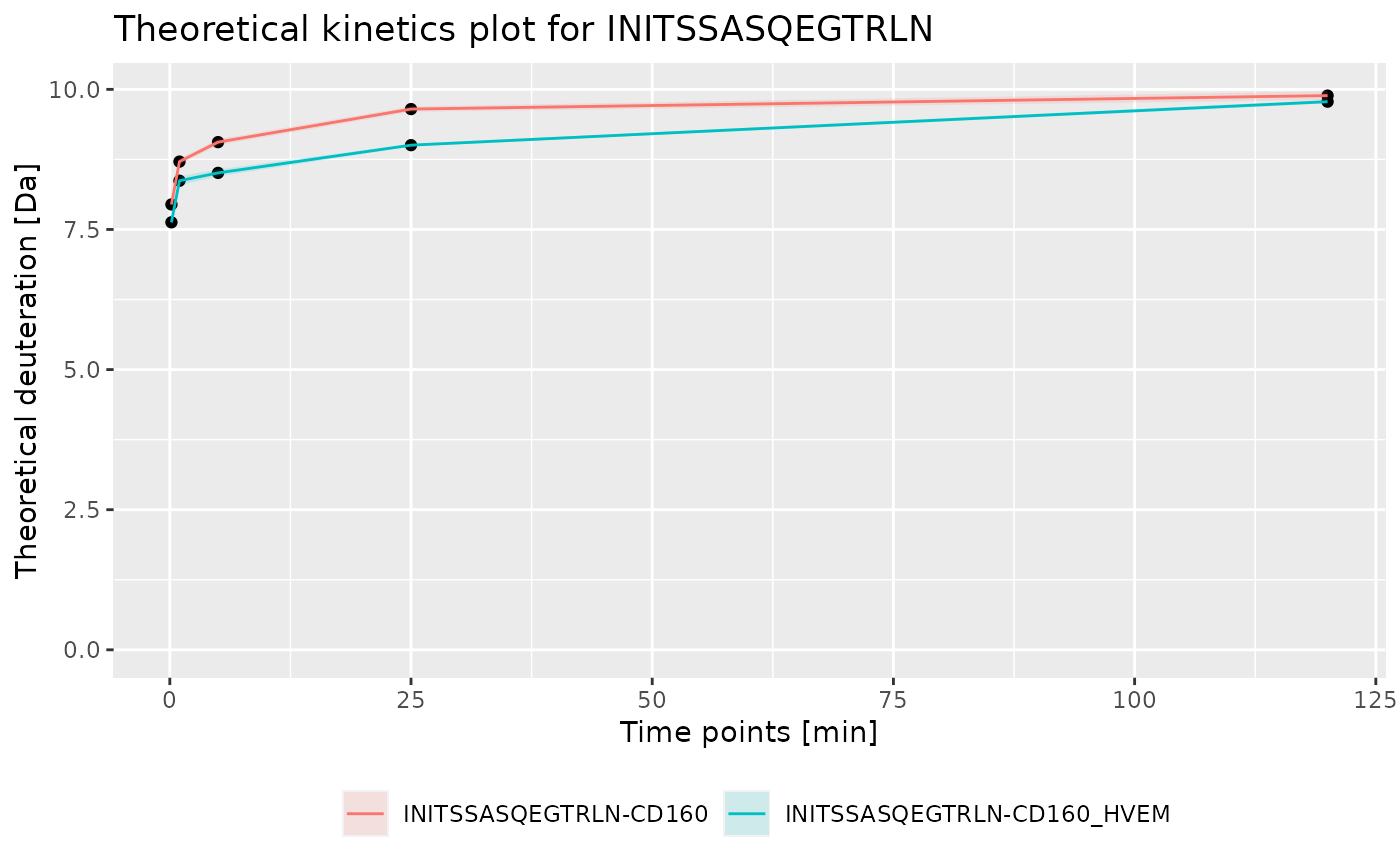 Theoretical kinetics plot for INITSSASQEGTRLN
Theoretical deuteration [Da]
10.0
7.5
5.0
2.5
0.0
0 25 50 75 100 125
Time points [min]
INITSSASQEGTRLN-CD160 INITSSASQEGTRLN-CD160_HVEM